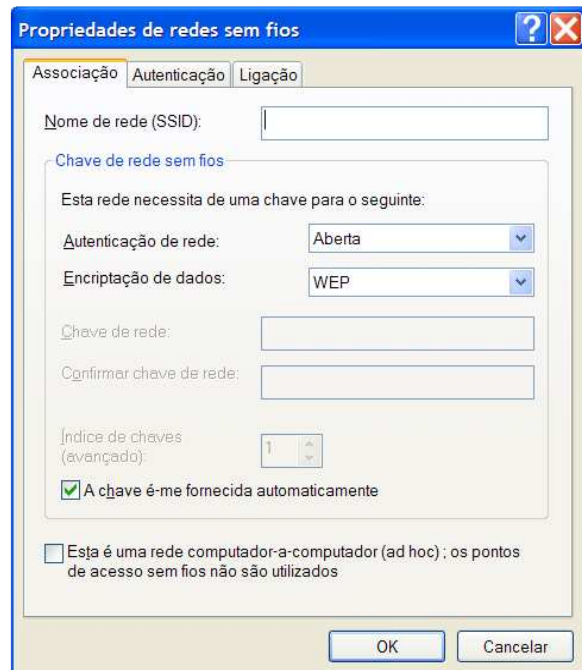 Propriedades de redes sem fios
Associação Autenticação Ligação
Nome de rede (SSID):
Chave de rede sem fios
Esta rede necessita de uma chave para o seguinte:
Autenticação de rede: Aberta
Encriptação de dados: WEP
Chave de rede:
Confirmar chave de rede:
Índice de chaves
(avançado): 1
A chave é-me fornecida automaticamente
Esta é uma rede computador-a-computador (ad hoc) ; os pontos
de acesso sem fios não são utilizados
OK Cancelar